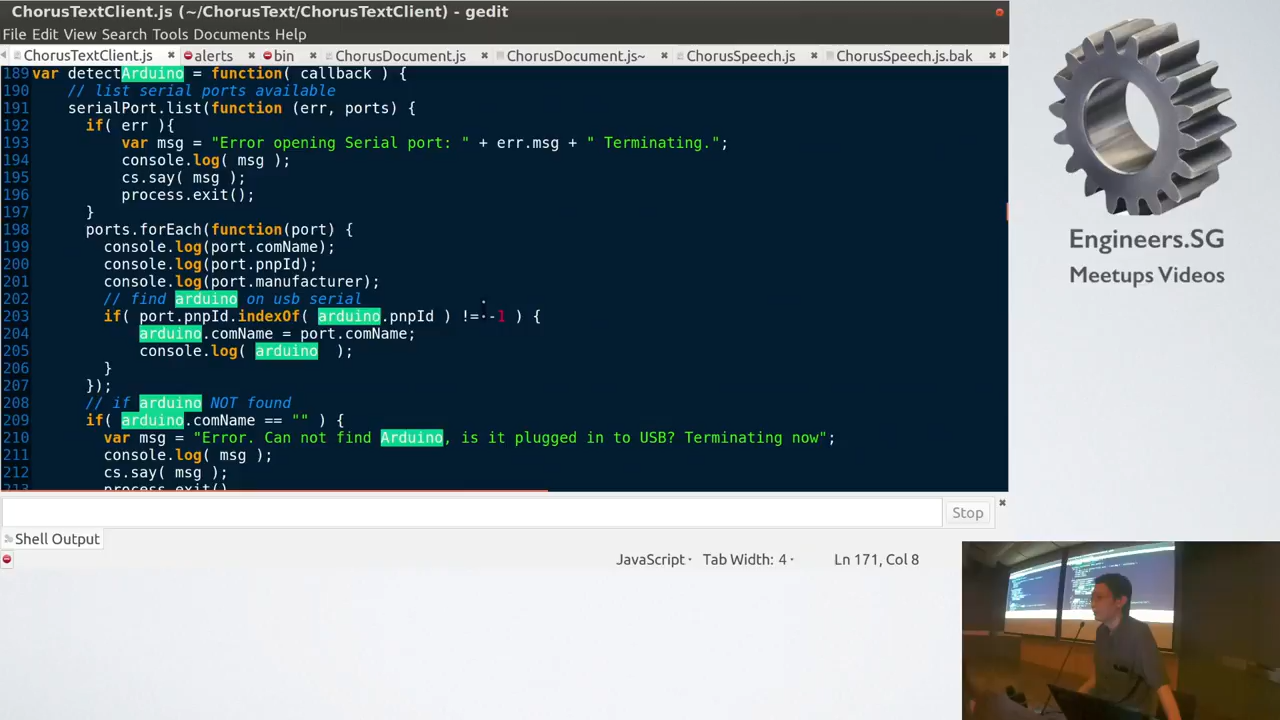 ChorusTextClient.js (~/ChorusText/ChorusTextClient) - gedit
File Edit View Search Tools Documents Help
ChorusTextClient.js × alerts × bin × ChorusDocument.js × ChorusDocument.js~ × ChorusSpeech.js × ChorusSpeech.js.bak ×
189 var detectArduino = function( callback ) {
190 // list serial ports available
191 serialPort.list(function (err, ports) {
192 if( err ){
193 var msg = "Error opening Serial port: " + err.msg + " Terminating.";
194 console.log( msg );
195 cs.say( msg );
196 process.exit();
197 }
198 ports.forEach(function(port) {
199 console.log(port.comName);
200 console.log(port.pnpId);
201 console.log(port.manufacturer);
202 // find arduino on usb serial
203 if( port.pnpId.indexOf( arduino.pnpId ) != -1 ) {
204 arduino.comName = port.comName;
205 console.log( arduino );
206 }
207 });
208 // if arduino NOT found
209 if( arduino.comName == "" ) {
210 var msg = "Error. Can not find Arduino, is it plugged in to USB? Terminating now";
211 console.log( msg );
212 cs.say( msg );
213 process.exit()
Stop
Shell Output
JavaScript Tab Width: 4 Ln 171, Col 8
Engineers.SG
Meetups Videos